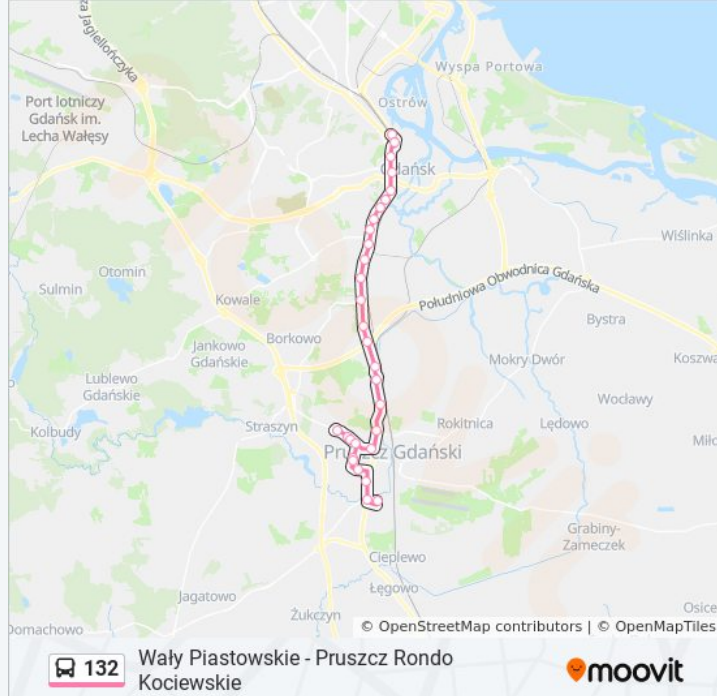 za Jagiellończyka
Wyspa Portowa
Port lotniczy
Gdańsk im.
Lecha Wałęsy
Ostrów
Gdańsk
Wiślinka
Otomin
Sulmin
Kowale
Południowa Obwodnica Gdańska
Bystra
Borkowo
Jankowo
Gdańskie
Mokry Dwór
Koszwa
Lublewo
Gdańskie
Wocławy
Kolbudy
Straszyn
Rokitnica
Lędowo
Miło
Pruszcz Gdański
Grabiny-
Zameczek
Cieplewo
Jagatowo
Łęgowo
Żukczyn
Osice
Domachowo
© OpenStreetMap contributors | © OpenMapTiles
132
Wały Piastowskie - Pruszcz Rondo
Kociewskie
moovit